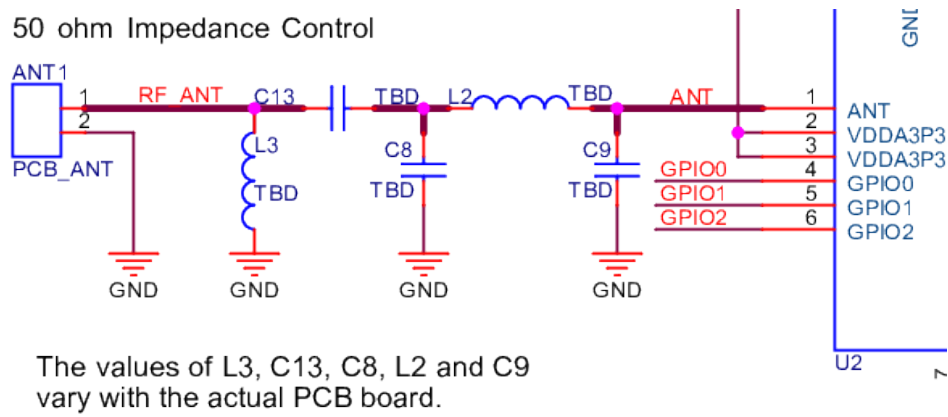 50 ohm Impedance Control
GND
ANT1
1
RF_ANT
C13
TBD
L2
TBD
ANT
1
ANT
2
2
VDDA3P3
L3
C8
C9
3
VDDA3P3
PCB_ANT
GPIO0
4
GPIO0
TBD
TBD
TBD
GPIO1
5
GPIO1
GPIO2
6
GPIO2
GND
GND
GND
GND
The values of L3, C13, C8, L2 and C9
U2
vary with the actual PCB board.
7